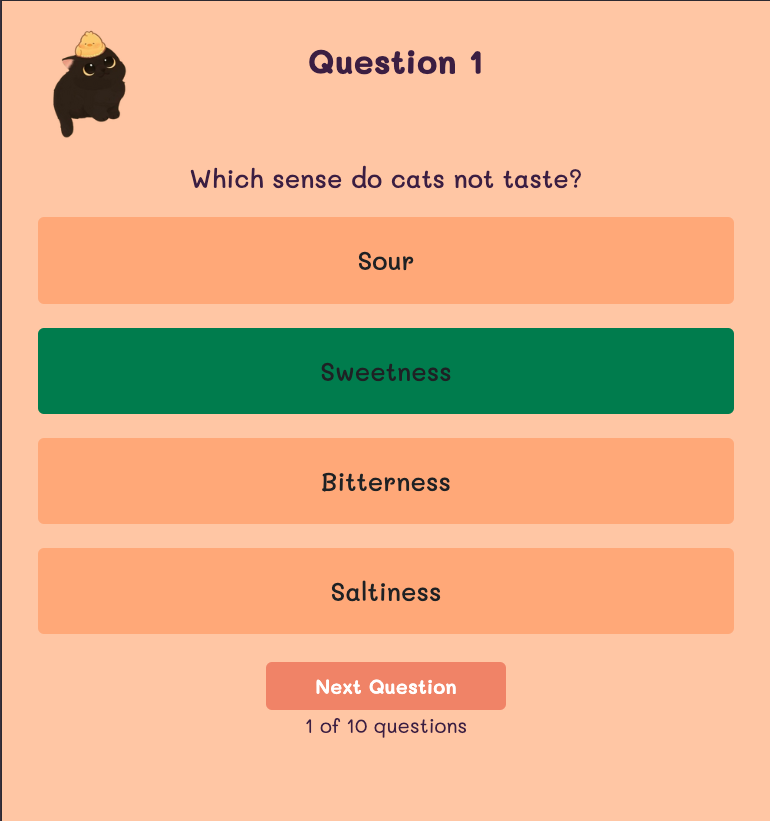 Question 1
Which sense do cats not taste?
Sour
Sweetness
Bitterness
Saltiness
Next Question
1 of 10 questions